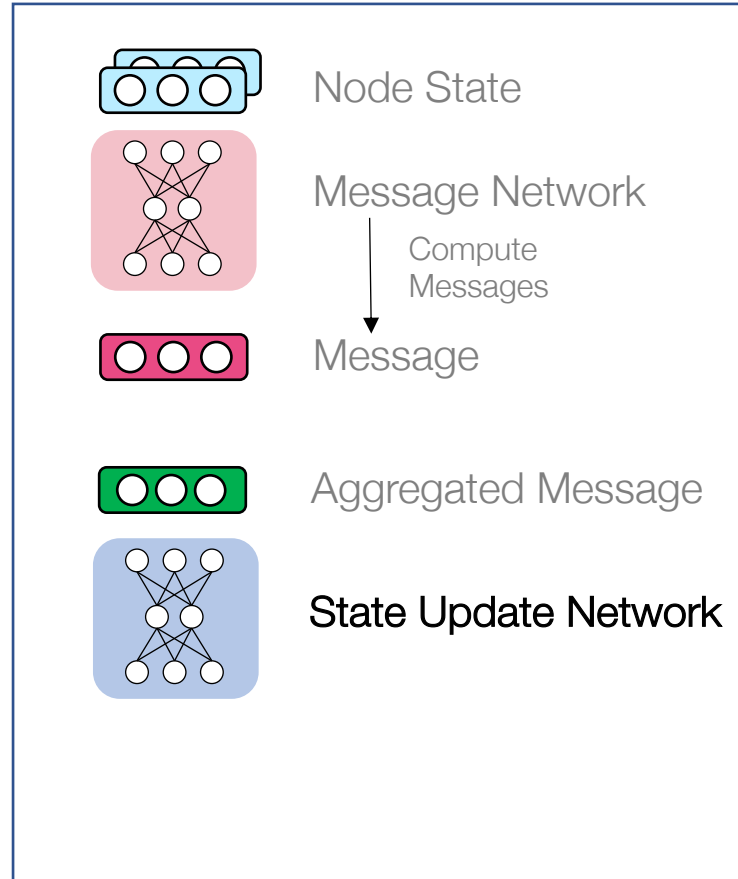 Node State
Message Network
Compute
Messages
Message
Aggregated Message
State Update Network